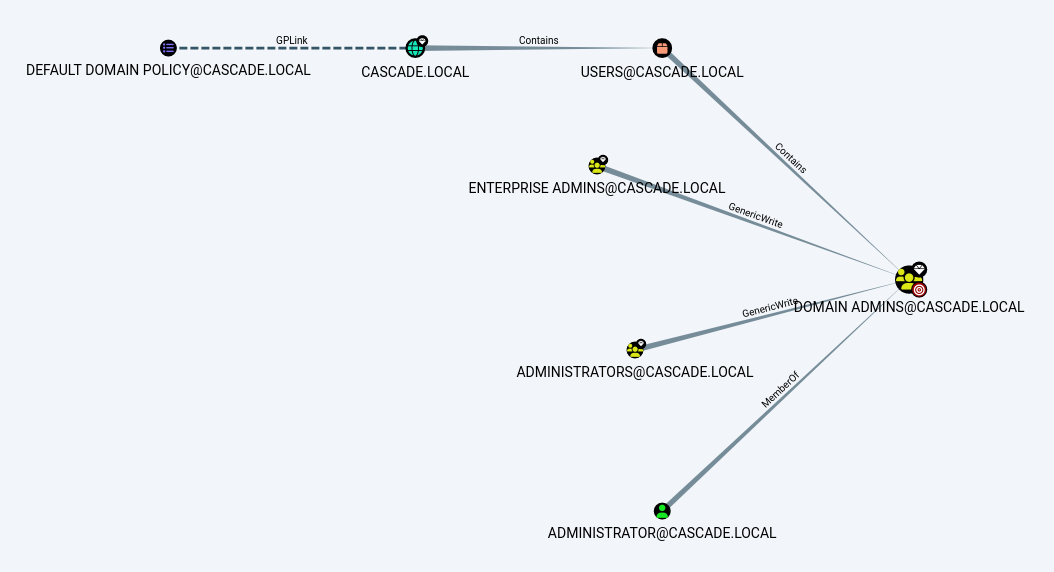 GPLink
Contains
DEFAULT DOMAIN POLICY@CASCADE.LOCAL
CASCADE.LOCAL
USERS@CASCADE.LOCAL
Contains
ENTERPRISE ADMINS@CASCADE.LOCAL
GenericWrite
GenericWrite
DOMAIN ADMINS@CASCADE.LOCAL
ADMINISTRATORS@CASCADE.LOCAL
MemberOf
ADMINISTRATOR@CASCADE.LOCAL